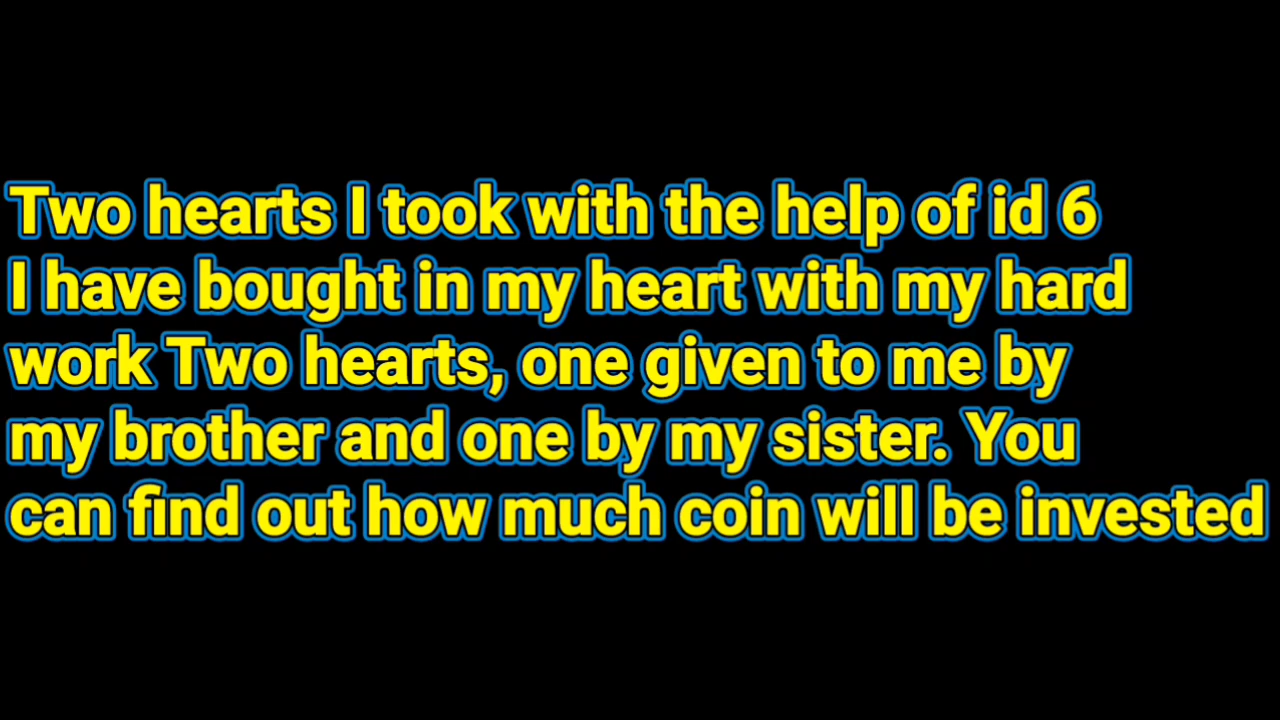 Two hearts I took with the help of id 6
I have bought in my heart with my hard
work Two hearts, one given to me by
my brother and one by my sister. You
can find out how much coin will be invested